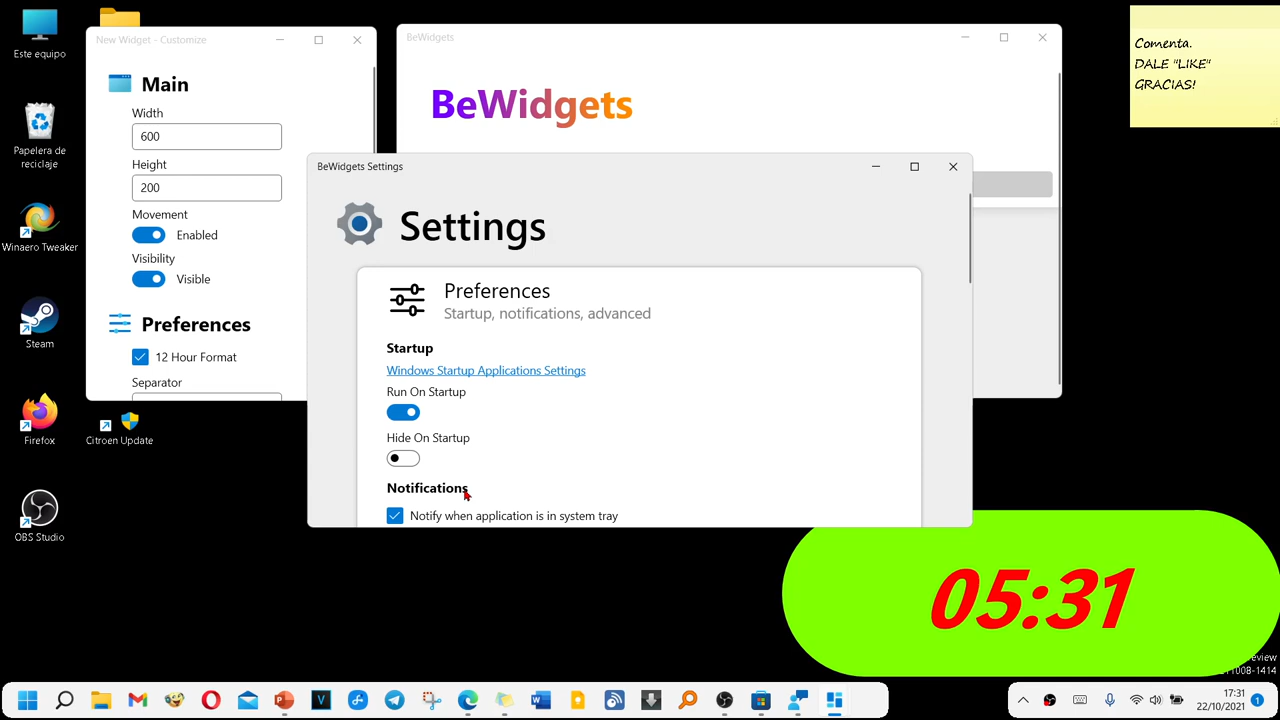 Este equipo
Papelera de
reciclaje
Winaero Tweaker
Steam
Firefox
Citroen Update
OBS Studio
New Widget - Customize
Main
Width
600
Height
200
Movement
Enabled
Visibility
Visible
Preferences
12 Hour Format
Separator
BeWidgets
BeWidgets
BeWidgets Settings
Settings
Preferences
Startup, notifications, advanced
Startup
Windows Startup Applications Settings
Run On Startup
Hide On Startup
Notifications
Notify when application is in system tray
Comenta.
DALE "LIKE"
GRACIAS!
05:31
17:31
22/10/2021
1